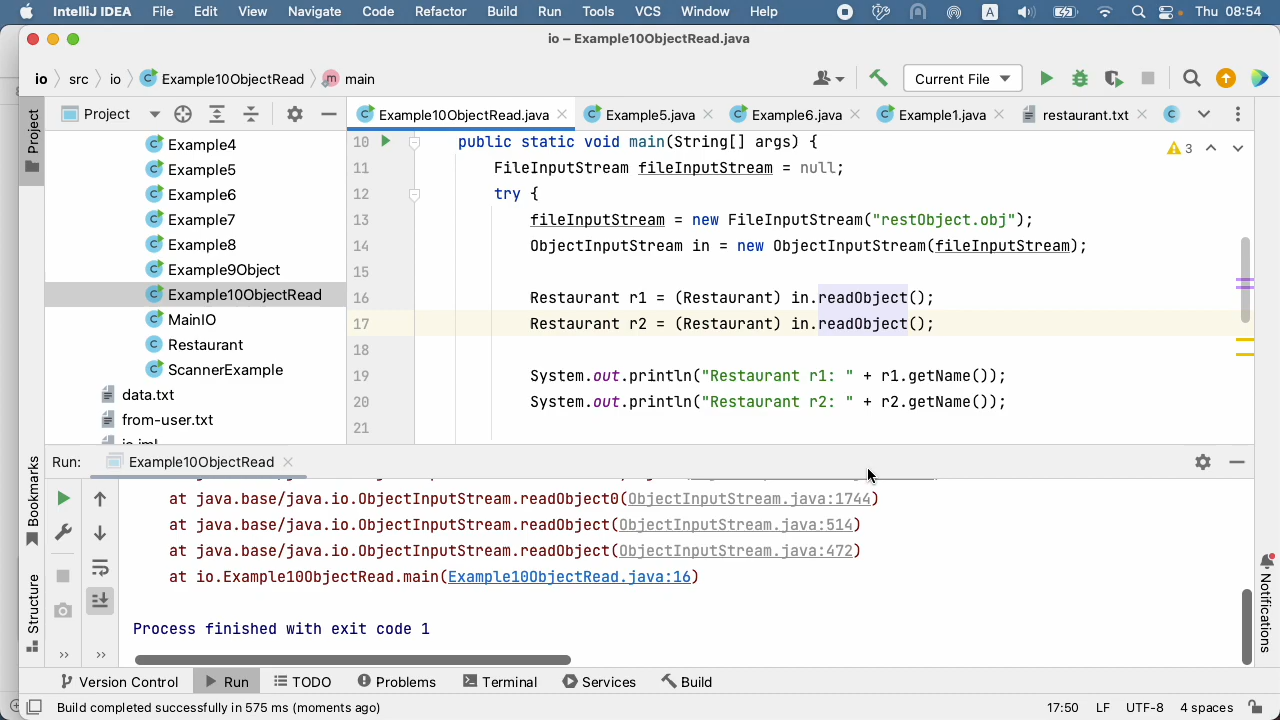 IntelliJ IDEA File Edit View Navigate Code Refactor Build Run Tools VCS Window Help A Thu 08:54
io – Example10ObjectRead.java
io src io Example10ObjectRead m main Current File
Project
Project
Example10ObjectRead.java Example5.java Example6.java Example1.java restaurant.txt
Example4
Example5
Example6
Example7
Example8
Example9Object
Example10ObjectRead
MainIO
Restaurant
ScannerExample
data.txt
from-user.txt
io.iml
3
10 public static void main(String[] args) {
11 FileInputStream fileInputStream = null;
12 try {
13 fileInputStream = new FileInputStream("restObject.obj");
14 ObjectInputStream in = new ObjectInputStream(fileInputStream);
15
16 Restaurant r1 = (Restaurant) in.readObject();
17 Restaurant r2 = (Restaurant) in.readObject();
18
19 System.out.println("Restaurant r1: " + r1.getName());
20 System.out.println("Restaurant r2: " + r2.getName());
21
Run: Example10ObjectRead
at java.base/java.io.ObjectInputStream.readObject0(ObjectInputStream.java:1744)
at java.base/java.io.ObjectInputStream.readObject(ObjectInputStream.java:514)
at java.base/java.io.ObjectInputStream.readObject(ObjectInputStream.java:472)
at io.Example10ObjectRead.main(Example10ObjectRead.java:16)
Process finished with exit code 1
Bookmarks
Structure
Notifications
Version Control Run TODO Problems Terminal Services Build
Build completed successfully in 575 ms (moments ago) 17:50 LF UTF-8 4 spaces